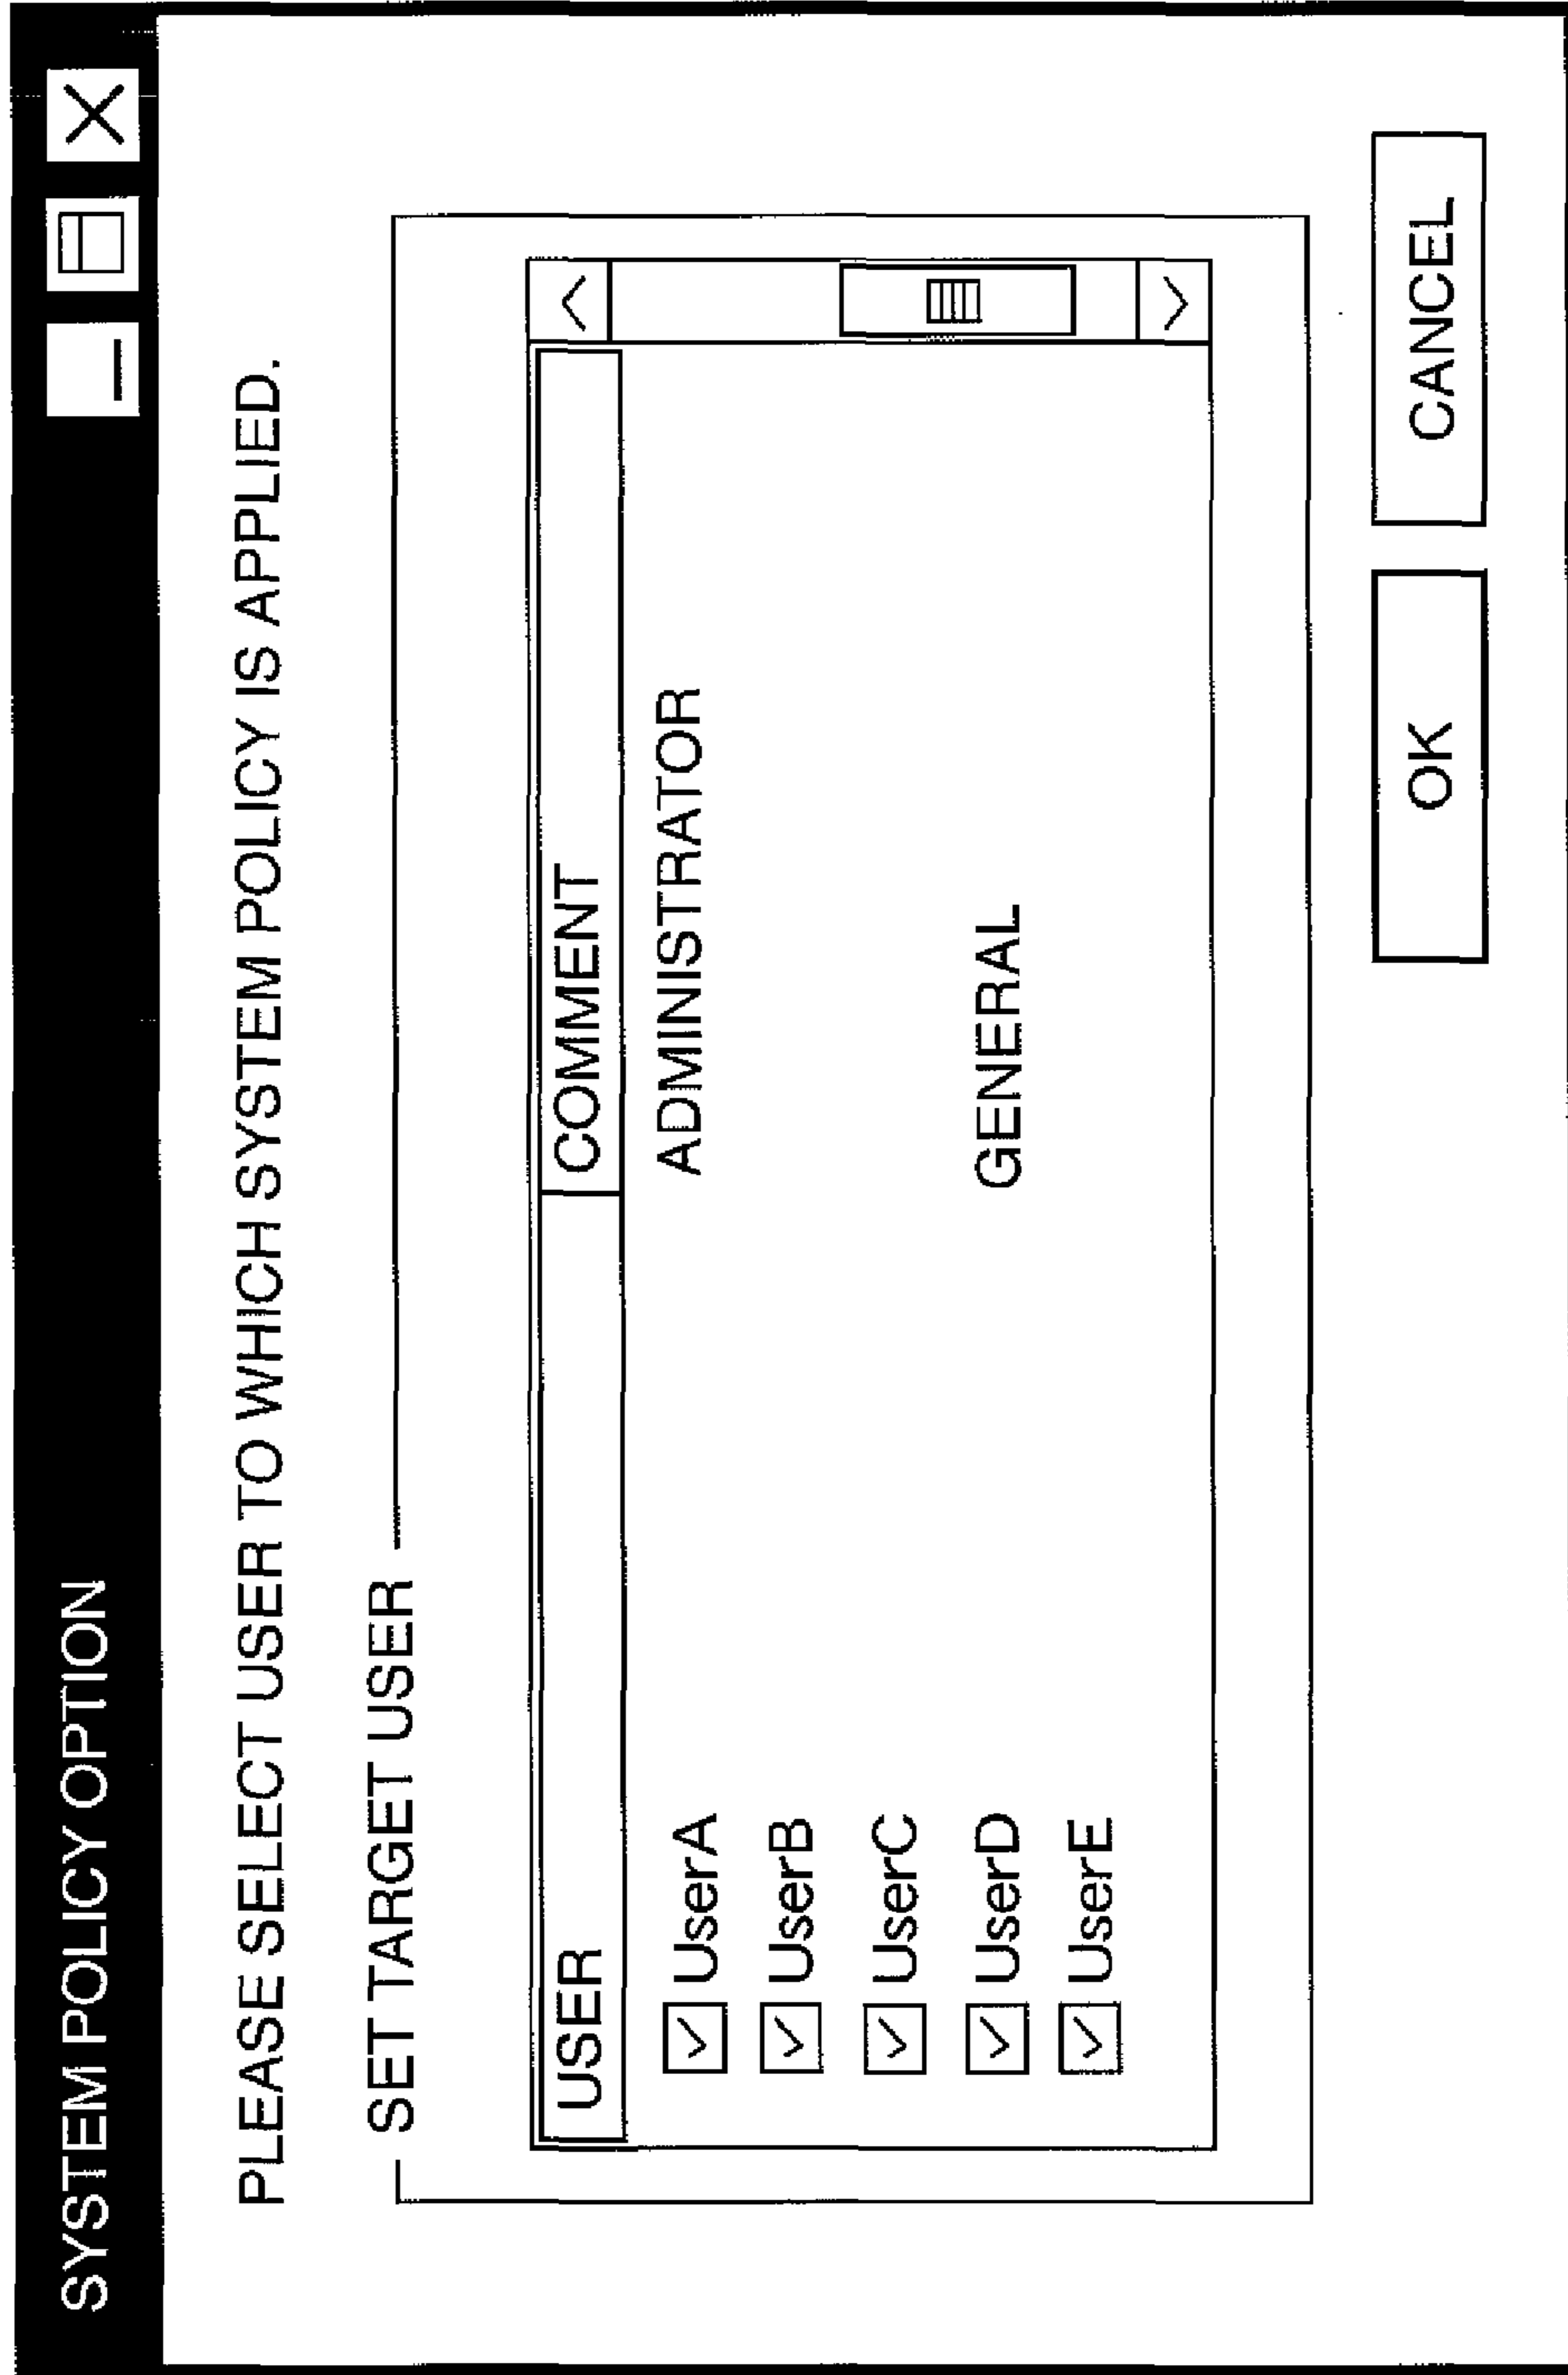 SYSTEM POLICY OPTION
PLEASE SELECT USER TO WHICH SYSTEM POLICY IS APPLIED.
SET TARGET USER
USER COMMENT
UserA ADMINISTRATOR
UserB
UserC
UserD GENERAL
UserE
OK CANCEL